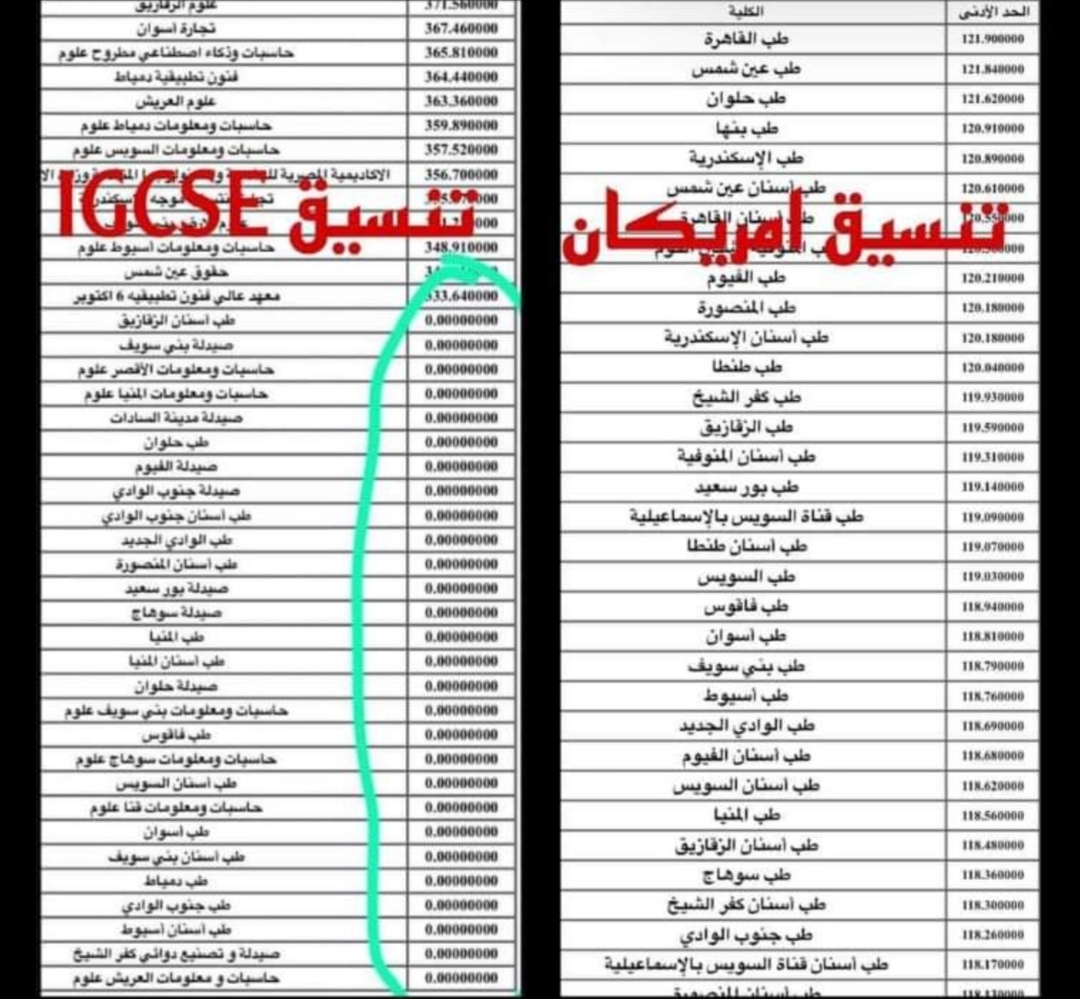 تنسيق أمريكان
الحد الأدنى الكلية
121.900000 طب القاهرة
121.840000 طب عين شمس
121.620000 طب حلوان
120.910000 طب بنها
120.890000 طب الإسكندرية
120.610000 طب أسنان عين شمس
طب أسنان القاهرة
120.210000 طب الفيوم
120.180000 طب المنصورة
120.180000 طب أسنان الإسكندرية
120.040000 طب طنطا
119.930000 طب كفر الشيخ
119.590000 طب الزقازيق
119.310000 طب أسنان المنوفية
119.140000 طب بور سعيد
119.090000 طب قناة السويس بالإسماعيلية
119.070000 طب أسنان طنطا
119.030000 طب السويس
118.940000 طب فاقوس
118.810000 طب أسوان
118.790000 طب بني سويف
118.760000 طب أسيوط
118.690000 طب الوادي الجديد
118.680000 طب أسنان الفيوم
118.620000 طب أسنان السويس
118.560000 طب المنيا
118.480000 طب أسنان الزقازيق
118.360000 طب سوهاج
118.300000 طب أسنان كفر الشيخ
118.260000 طب جنوب الوادي
118.170000 طب أسنان قناة السويس بالإسماعيلية
تنسيق IGCSE
371.560000 علوم الزقازيق
367.460000 تجارة أسوان
365.810000 حاسبات وذكاء اصطناعي مطروح علوم
364.440000 فنون تطبيقية دمياط
363.360000 علوم العريش
359.890000 حاسبات ومعلومات دمياط علوم
357.520000 حاسبات ومعلومات السويس علوم
356.700000 الاكاديمية المصرية
348.910000 حاسبات ومعلومات أسيوط علوم
حقوق عين شمس
333.640000 معهد عالي فنون تطبيقيه 6 اكتوبر
0.00000000 طب أسنان الزقازيق
0.00000000 صيدلة بني سويف
0.00000000 حاسبات ومعلومات الأقصر علوم
0.00000000 حاسبات ومعلومات المنيا علوم
0.00000000 صيدلة مدينة السادات
0.00000000 طب حلوان
0.00000000 صيدلة الفيوم
0.00000000 صيدلة جنوب الوادي
0.00000000 طب أسنان جنوب الوادي
0.00000000 طب الوادي الجديد
0.00000000 طب أسنان المنصورة
0.00000000 صيدلة بور سعيد
0.00000000 صيدلة سوهاج
0.00000000 طب المنيا
0.00000000 طب أسنان المنيا
0.00000000 صيدلة حلوان
0.00000000 حاسبات ومعلومات بني سويف علوم
0.00000000 طب فاقوس
0.00000000 حاسبات ومعلومات سوهاج علوم
0.00000000 طب أسنان السويس
0.00000000 حاسبات ومعلومات قنا علوم
0.00000000 طب أسوان
0.00000000 طب أسنان بني سويف
0.00000000 طب دمياط
0.00000000 طب جنوب الوادي
0.00000000 طب أسنان أسيوط
0.00000000 صيدلة و تصنيع دوائي كفر الشيخ
0.00000000 حاسبات و معلومات العريش علوم